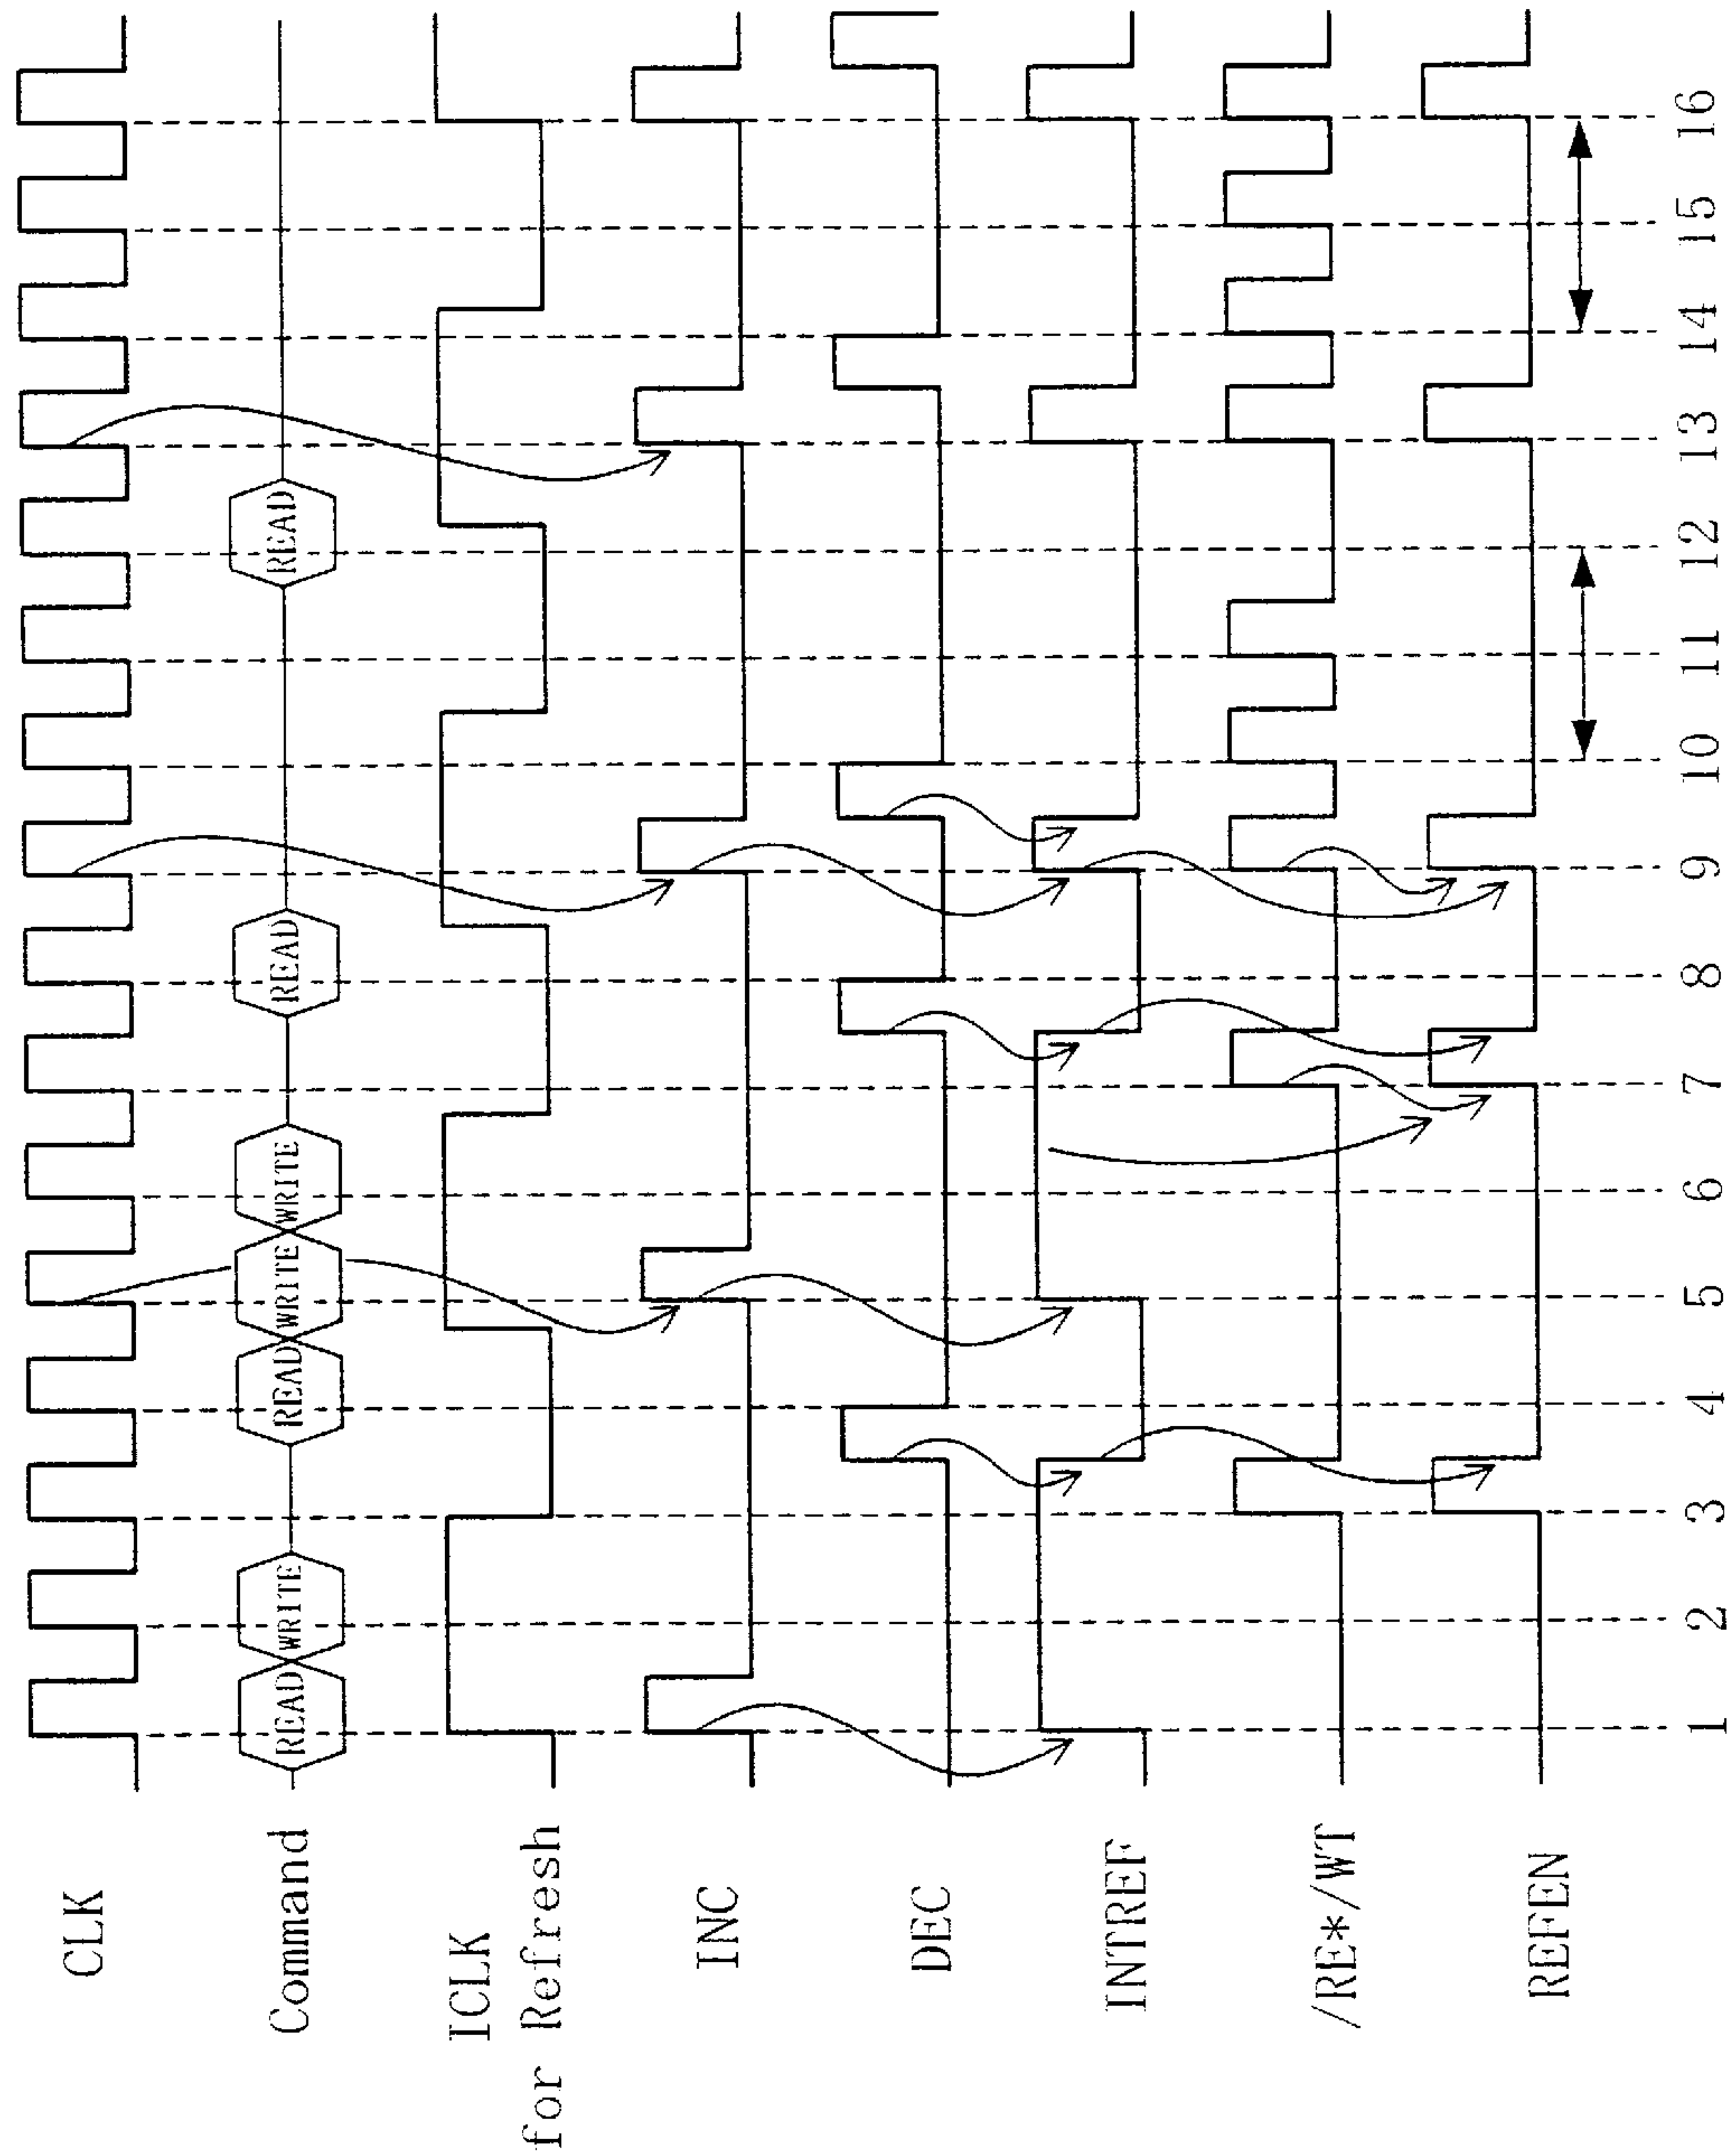 CLK
Command READ WRITE READ WRITE WRITE READ READ
ICLK
for Refresh
INC
DEC
INTREF
/RE*/WT
REFEN
1 2 3 4 5 6 7 8 9 10 11 12 13 14 15 16